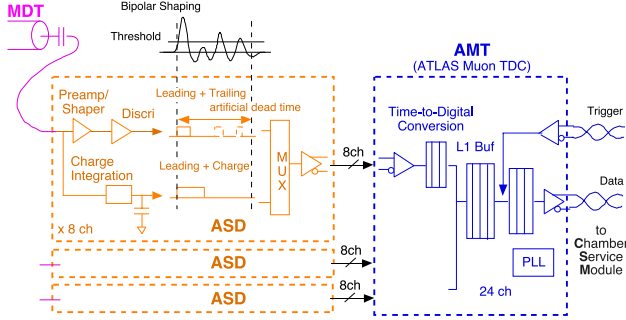 MDT
Bipolar Shaping
Threshold
AMT
(ATLAS Muon TDC)
Preamp/
Shaper
Discri
Leading + Trailing
artificial dead time
Time-to-Digital
Conversion
Trigger
L1 Buf
8ch
MUX
Charge
Integration
Leading + Charge
Data
x 8 ch
ASD
to
Chamber
Service
Module
ASD
8ch
PLL
ASD
8ch
24 ch